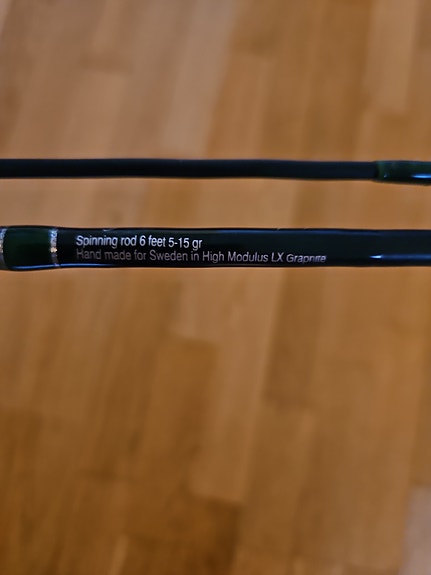 Spinning rod 6 feet 5-15 gr
Hand made for Sweden in High Modulus LX Graphite